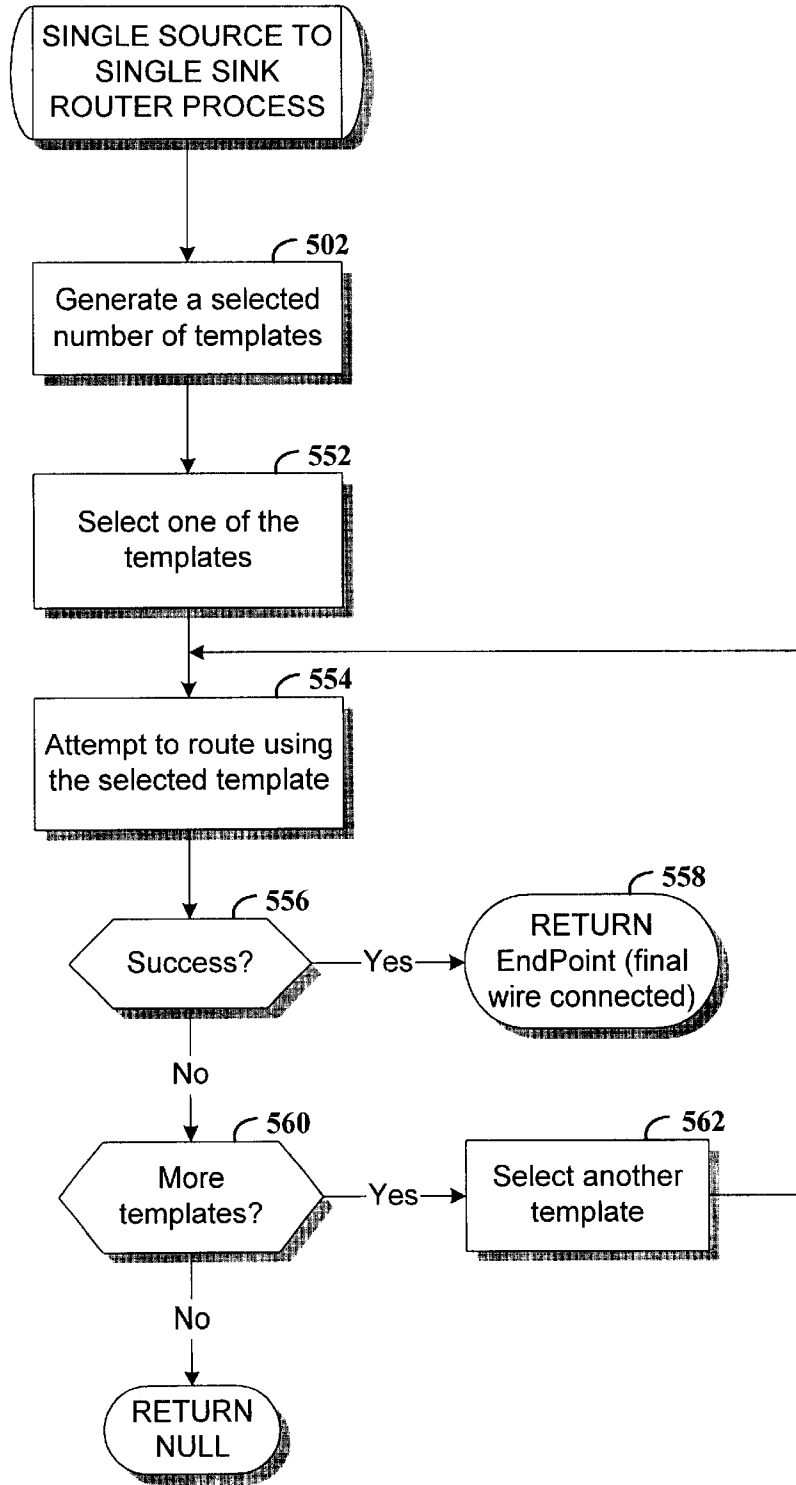 SINGLE SOURCE TO
SINGLE SINK
ROUTER PROCESS
502
Generate a selected
number of templates
552
Select one of the
templates
554
Attempt to route using
the selected template
556
Success?
Yes
558
RETURN
EndPoint (final
wire connected)
No
560
More
templates?
Yes
562
Select another
template
No
RETURN
NULL